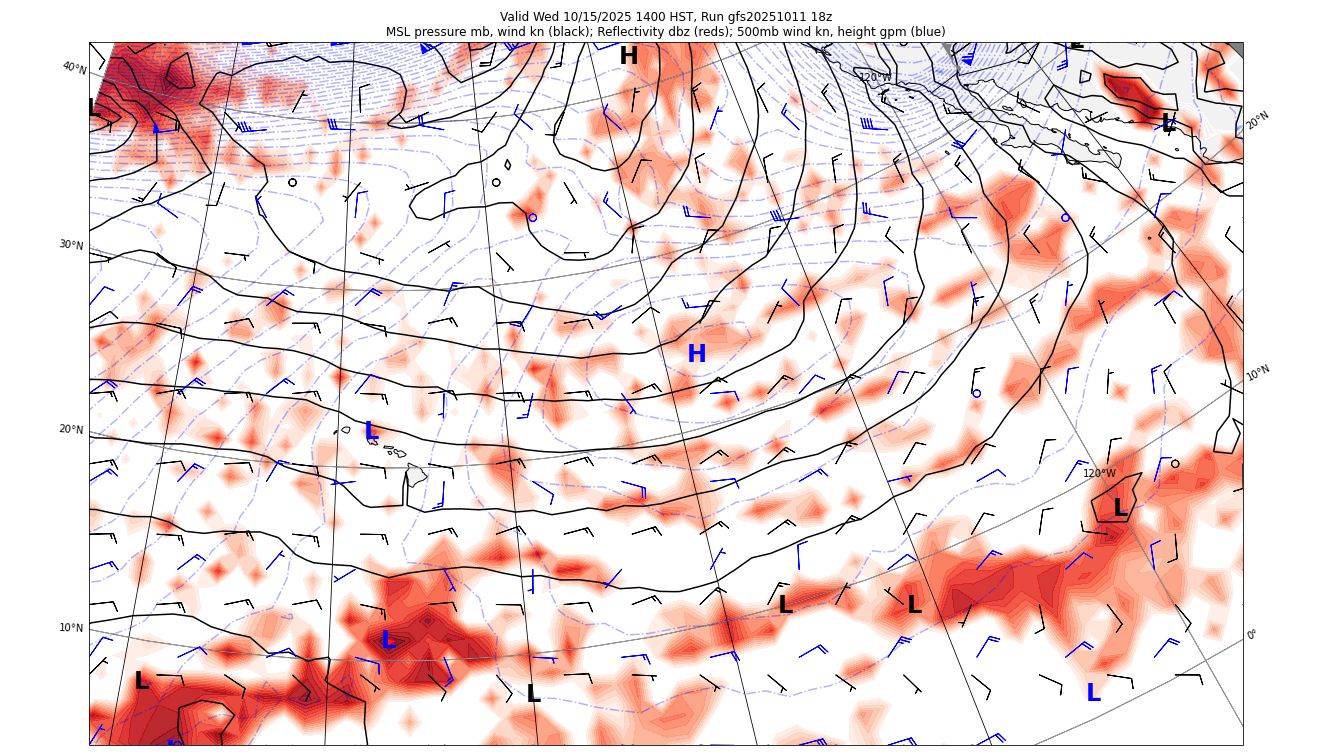 Valid Wed 10/15/2025 1400 HST, Run gfs20251011 18z
MSL pressure mb, wind kn (black); Reflectivity dbz (reds); 500mb wind kn, height gpm (blue)
H
40°N
120°W
L
L
20°N
30°N
H
10°N
L
20°N
120°W
L
L
L
10°N
L
0°
L
L
L